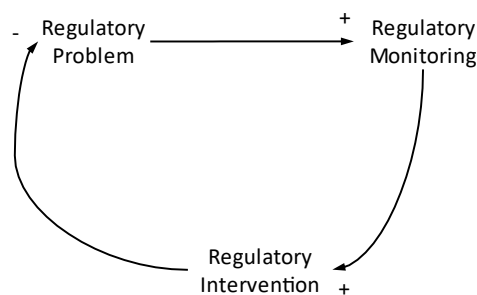 -
Regulatory
Problem
+
Regulatory
Monitoring
Regulatory
Intervention
+